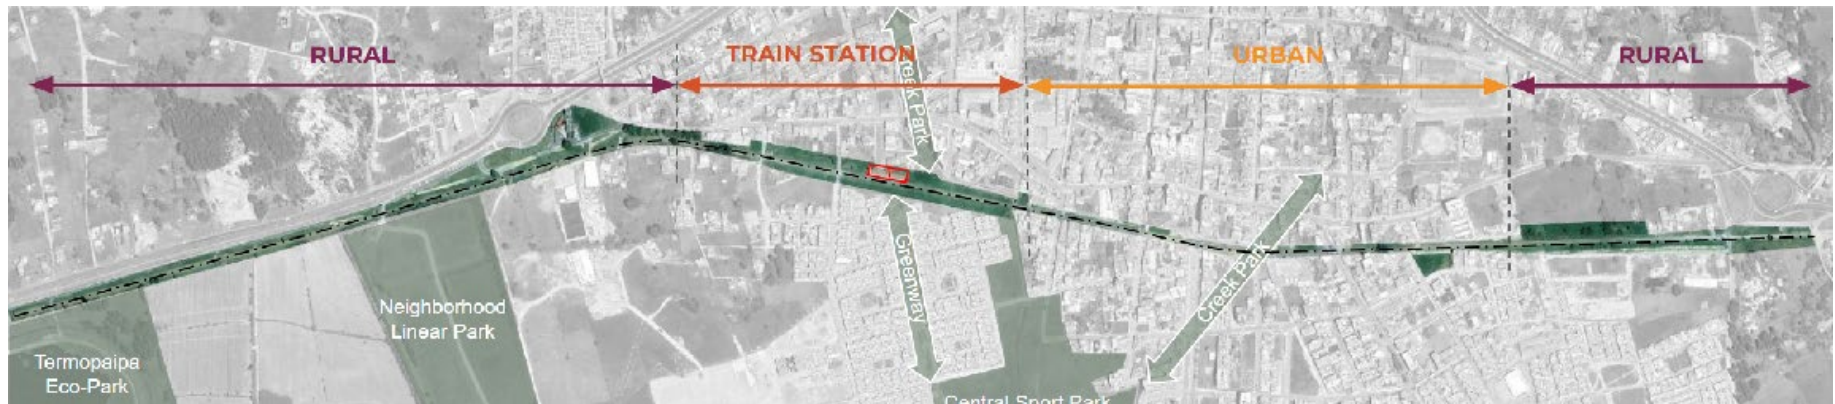 RURAL
TRAIN STATION
URBAN
RURAL
Creek Park
Neighborhood
Linear Park
Greenway
Creek Park
Termopaipa
Eco-Park
Central Sport Park